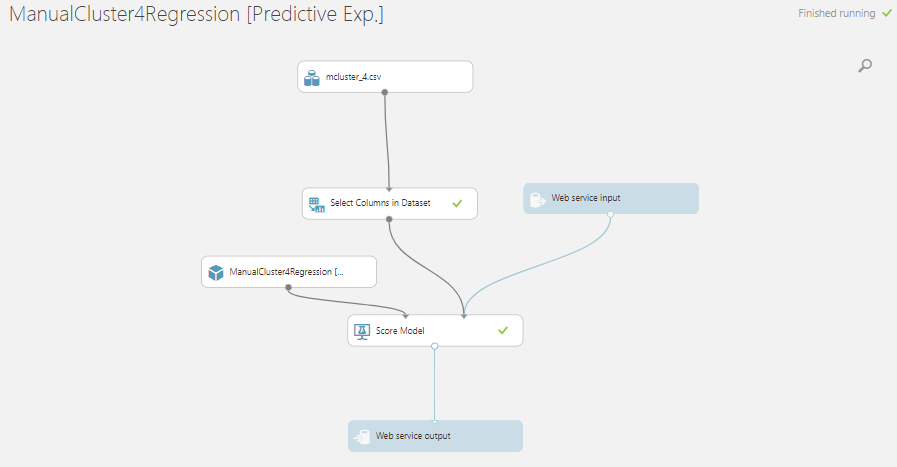 ManualCluster4Regression [Predictive Exp.]
Finished running
mcluster_4.csv
Select Columns in Dataset
Web service input
ManualCluster4Regression [...
Score Model
Web service output